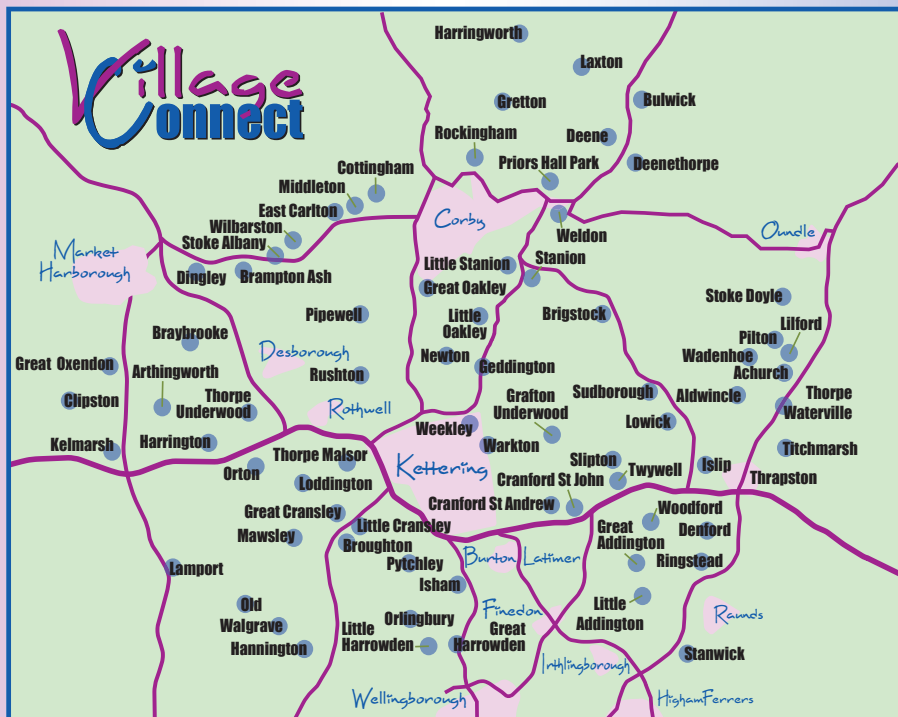 Village
Connect
Harringworth
Laxton
Gretton
Bulwick
Rockingham
Deene
Priors Hall Park
Deenethorpe
Cottingham
Middleton
East Carlton
Corby
Wilbarston
Stoke Albany
Weldon
Oundle
Market
Harborough
Stanion
Little Stanion
Dingley
Brampton Ash
Great Oakley
Stoke Doyle
Pipewell
Little
Oakley
Brigstock
Lilford
Braybrooke
Pilton
Desborough
Newton
Wadenhoe
Great Oxendon
Arthingworth
Geddington
Achurch
Rushton
Clipston
Thorpe
Underwood
Grafton
Underwood
Sudborough
Aldwincle
Thorpe
Waterville
Rothwell
Weekley
Lowick
Kelmarsh
Harrington
Warkton
Titchmarsh
Thorpe Malsor
Kettering
Slipton
Orton
Twywell
Islip
Loddington
Cranford St John
Thrapston
Cranford St Andrew
Woodford
Great Cransley
Little Cransley
Great
Addington
Denford
Mawsley
Broughton
Burton Latimer
Lamport
Pytchley
Ringstead
Isham
Old
Finedon
Little
Addington
Raunds
Walgrave
Orlingbury
Hannington
Little
Harrowden
Great
Harrowden
Stanwick
Irthlingborough
Wellingborough
Higham Ferrers